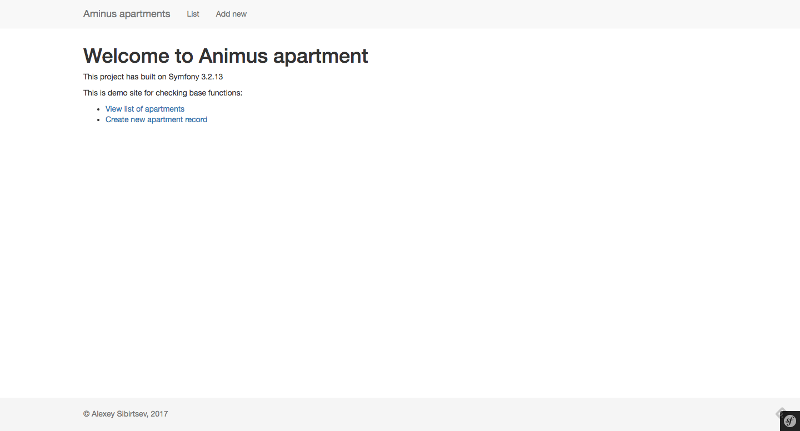 Aminus apartments List Add new
Welcome to Animus apartment
This project has built on Symfony 3.2.13
This is demo site for checking base functions:
View list of apartments
Create new apartment record
© Alexey Sibirtsev, 2017
sf